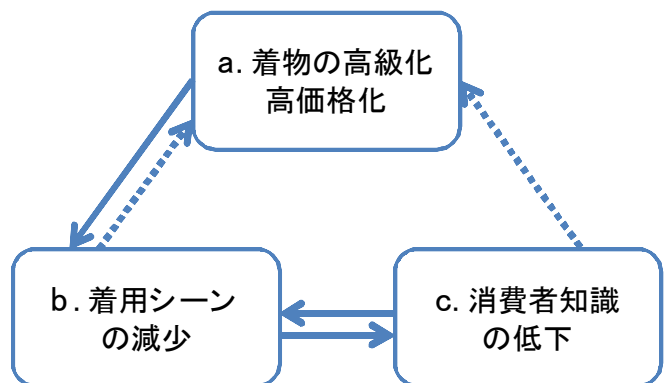 a. 着物の高級化
高価格化
b. 着用シーン
の減少
c. 消費者知識
の低下